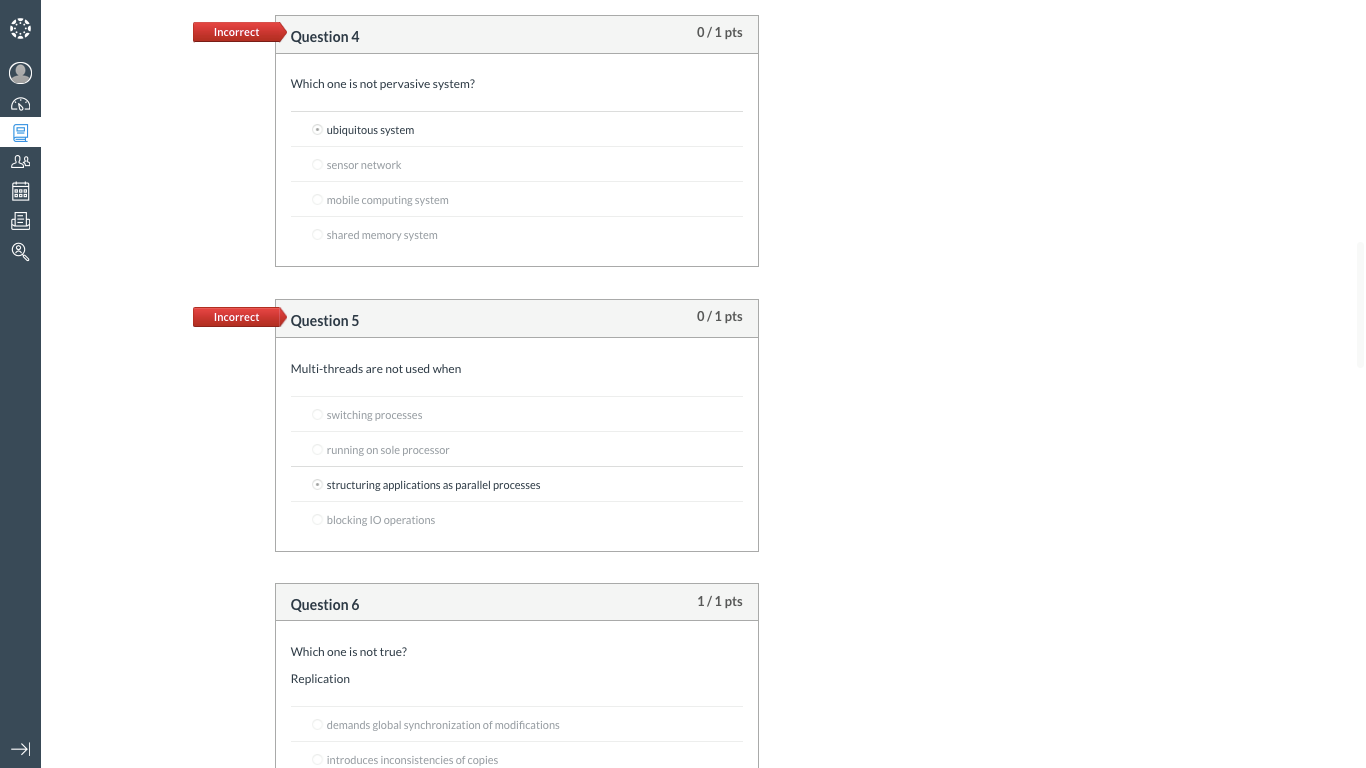 Incorrect
Question 4
0 / 1 pts
Which one is not pervasive system?
ubiquitous system
sensor network
mobile computing system
shared memory system
Incorrect
Question 5
0 / 1 pts
Multi-threads are not used when
switching processes
running on sole processor
structuring applications as parallel processes
blocking IO operations
Question 6
1 / 1 pts
Which one is not true?
Replication
demands global synchronization of modifications
introduces inconsistencies of copies